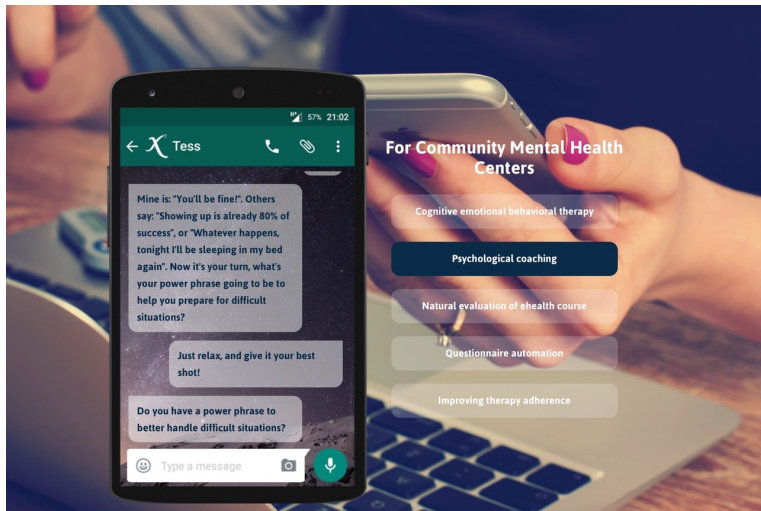 57% 21:02
Tess
Mine is: "You'll be fine!". Others
say: "Showing up is already 80% of
success", or "Whatever happens,
tonight I'll be sleeping in my bed
again". Now it's your turn, what's
your power phrase going to be to
help you prepare for difficult
situations?
Just relax, and give it your best
shot!
Do you have a power phrase to
better handle difficult situations?
Type a message
For Community Mental Health
Centers
Cognitive emotional behavioral therapy
Psychological coaching
Natural evaluation of ehealth course
Questionnaire automation
Improving therapy adherence